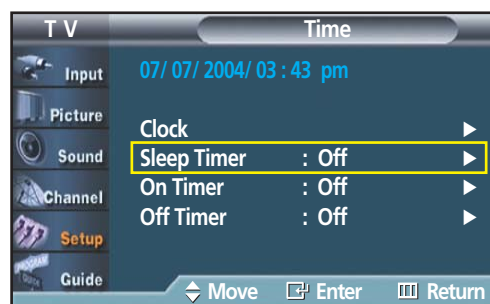 T V
Time
Input
Picture
Sound
Channel
Setup
Guide
07/ 07/ 2004/ 03 : 43 pm
Clock
Sleep Timer : Off
On Timer : Off
Off Timer : Off
Move Enter Return